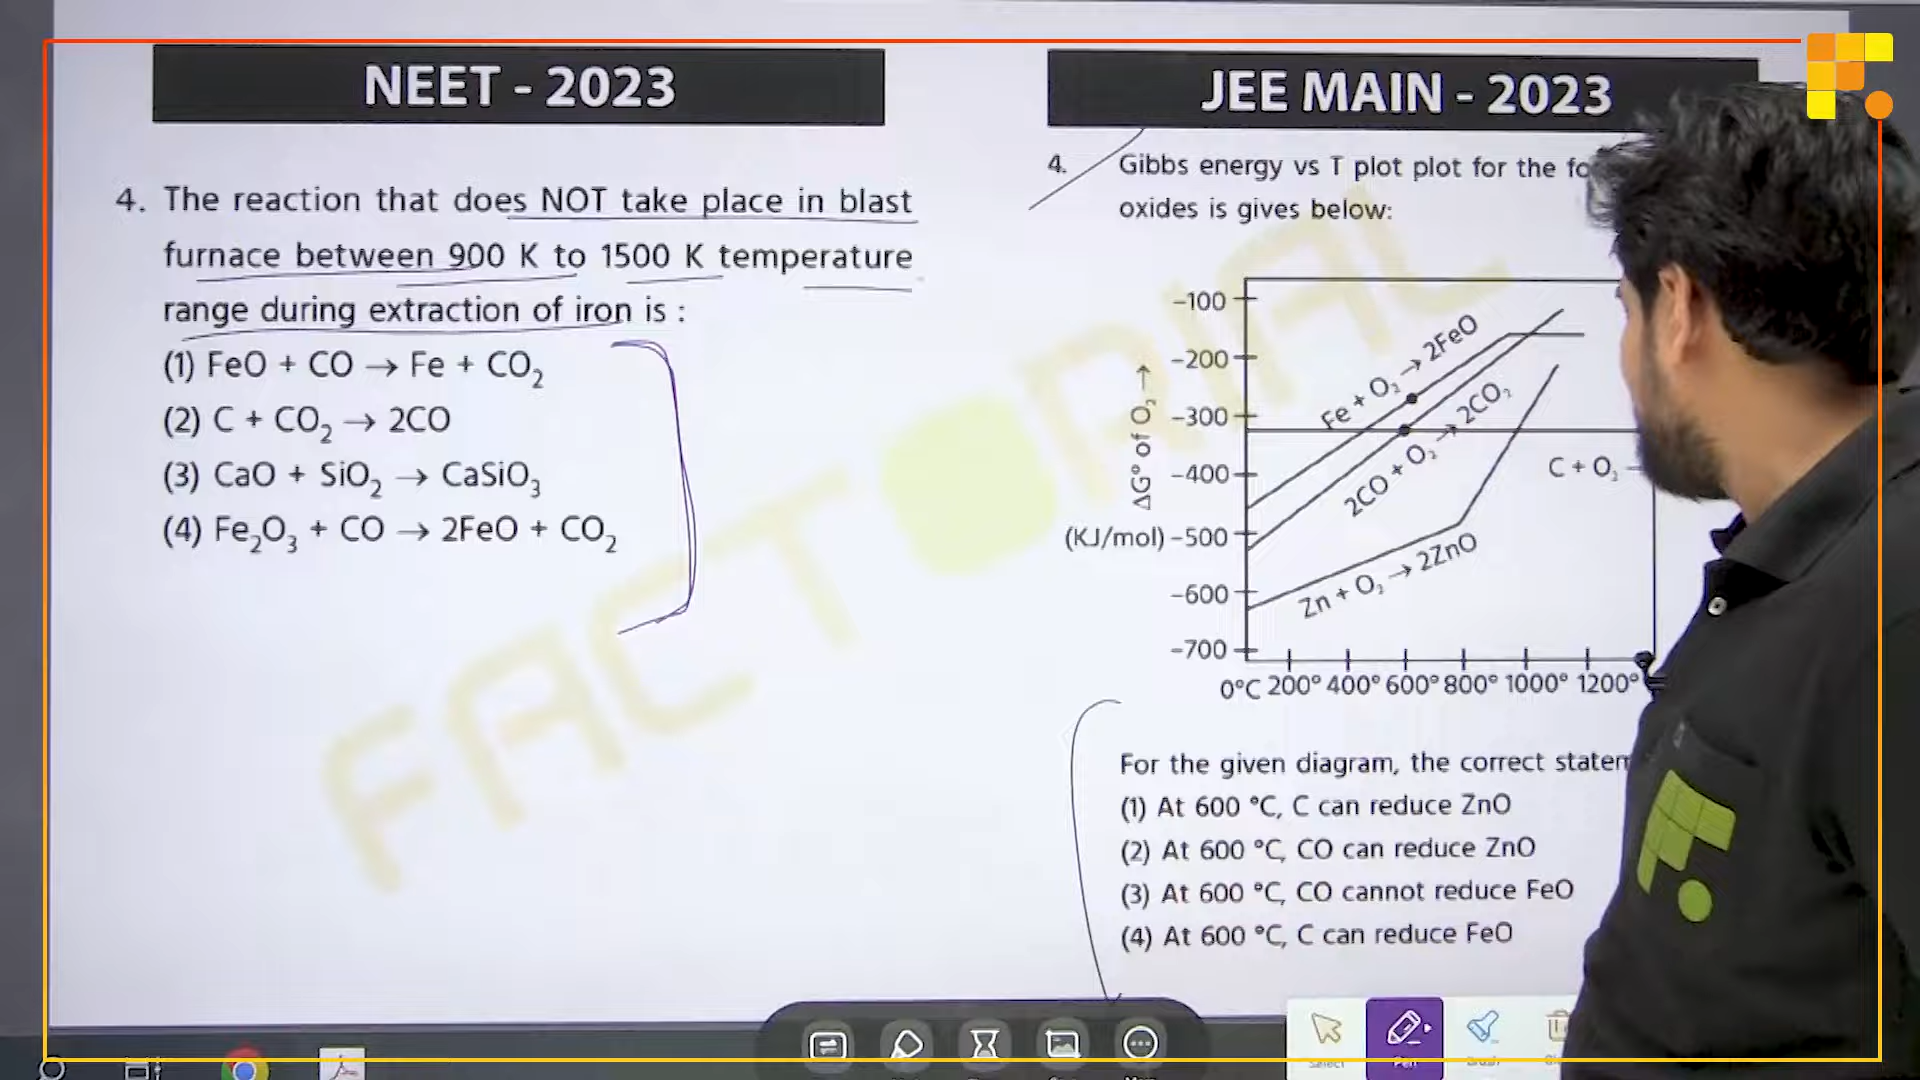 NEET - 2023
4. The reaction that does NOT take place in blast
furnace between 900 K to 1500 K temperature
range during extraction of iron is :
(1) FeO + CO → Fe + CO₂
(2) C + CO₂ → 2CO
(3) CaO + SiO₂ → CaSiO₃
(4) Fe₂O₃ + CO → 2FeO + CO₂
FACTORIAL
JEE MAIN - 2023
4. Gibbs energy vs T plot plot for the
oxides is gives below:
-100
-200
-300
-400
-500
-600
-700
ΔG° of O₂ →
(KJ/mol)
Fe + O₂ → 2FeO
2CO + O₂ → 2CO₂
C + O₂
Zn + O₂ → 2ZnO
0°C 200° 400° 600° 800° 1000° 1200°
For the given diagram, the correct
(1) At 600 °C, C can reduce ZnO
(2) At 600 °C, CO can reduce ZnO
(3) At 600 °C, CO cannot reduce FeO
(4) At 600 °C, C can reduce FeO
Select Pen Brush